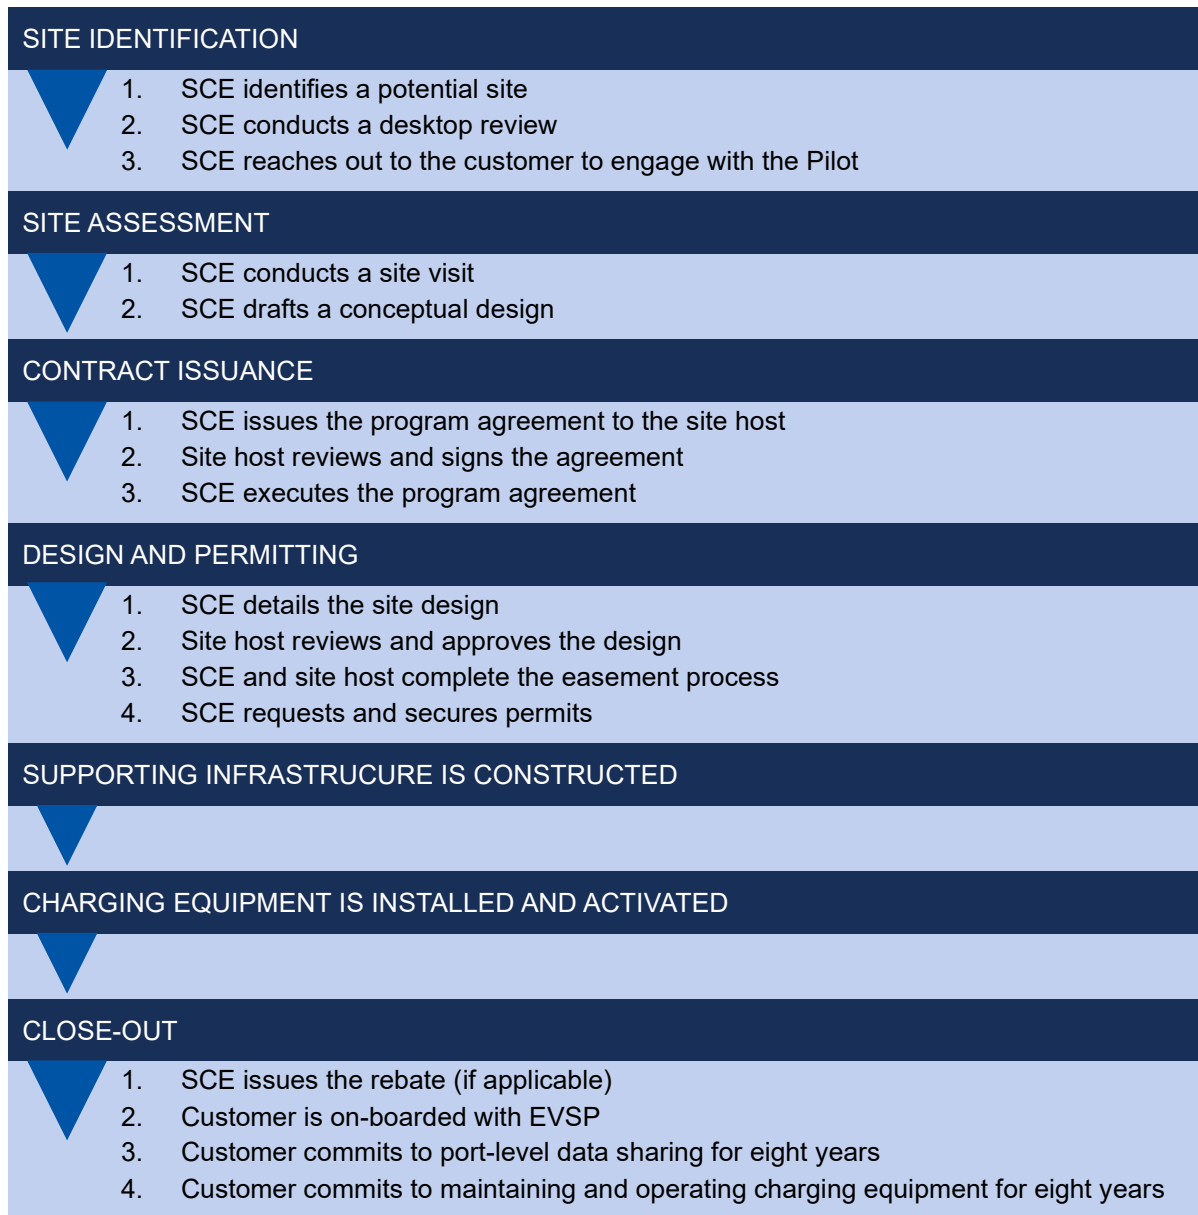 SITE IDENTIFICATION
1. SCE identifies a potential site
2. SCE conducts a desktop review
3. SCE reaches out to the customer to engage with the Pilot
SITE ASSESSMENT
1. SCE conducts a site visit
2. SCE drafts a conceptual design
CONTRACT ISSUANCE
1. SCE issues the program agreement to the site host
2. Site host reviews and signs the agreement
3. SCE executes the program agreement
DESIGN AND PERMITTING
1. SCE details the site design
2. Site host reviews and approves the design
3. SCE and site host complete the easement process
4. SCE requests and secures permits
SUPPORTING INFRASTRUCURE IS CONSTRUCTED
CHARGING EQUIPMENT IS INSTALLED AND ACTIVATED
CLOSE-OUT
1. SCE issues the rebate (if applicable)
2. Customer is on-boarded with EVSP
3. Customer commits to port-level data sharing for eight years
4. Customer commits to maintaining and operating charging equipment for eight years